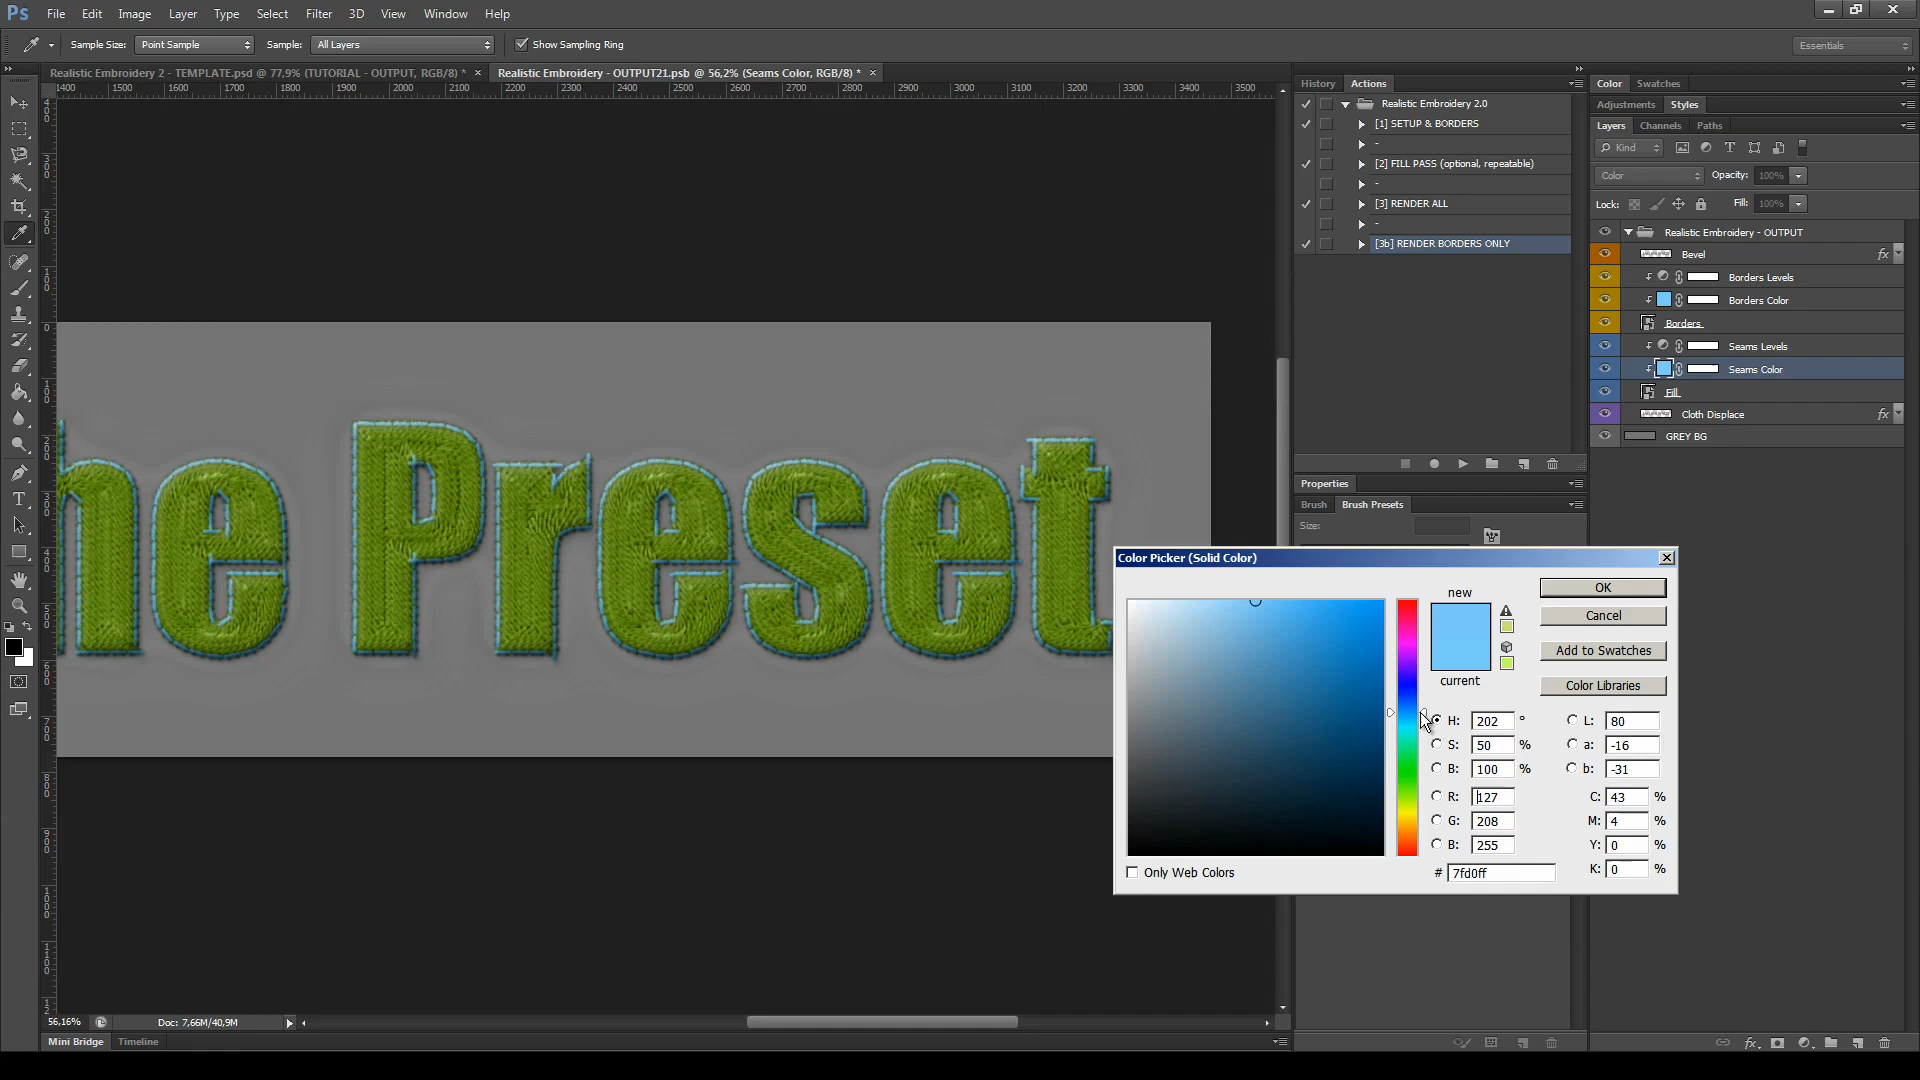 Ps File Edit Image Layer Type Select Filter 3D View Window Help
Sample Size: Point Sample Sample: All Layers Show Sampling Ring Essentials
Realistic Embroidery 2 - TEMPLATE.psd @ 77,9% (TUTORIAL - OUTPUT, RGB/8) * × Realistic Embroidery - OUTPUT21.psb @ 56,2% (Seams Color, RGB/8) * ×
1400 1500 1600 1700 1800 1900 2000 2100 2200 2300 2400 2500 2600 2700 2800 2900 3000 3100 3200 3300 3400 3500
History Actions
Realistic Embroidery 2.0
[1] SETUP & BORDERS
-
[2] FILL PASS (optional, repeatable)
-
[3] RENDER ALL
-
[3b] RENDER BORDERS ONLY
Properties
Brush Brush Presets
Size:
Color Swatches
Adjustments Styles
Layers Channels Paths
Kind
Color Opacity: 100%
Lock: Fill: 100%
Realistic Embroidery - OUTPUT
Bevel fx
Borders Levels
Borders Color
Borders
Seams Levels
Seams Color
Fill
Cloth Displace fx
GREY BG
he Preset
Color Picker (Solid Color)
new
current
OK
Cancel
Add to Swatches
Color Libraries
H: 202 ° L: 80
S: 50 % a: -16
B: 100 % b: -31
R: 127 C: 43 %
G: 208 M: 4 %
B: 255 Y: 0 %
# 7fd0ff K: 0 %
Only Web Colors
56,16% Doc: 7,66M/40,9M
Mini Bridge Timeline